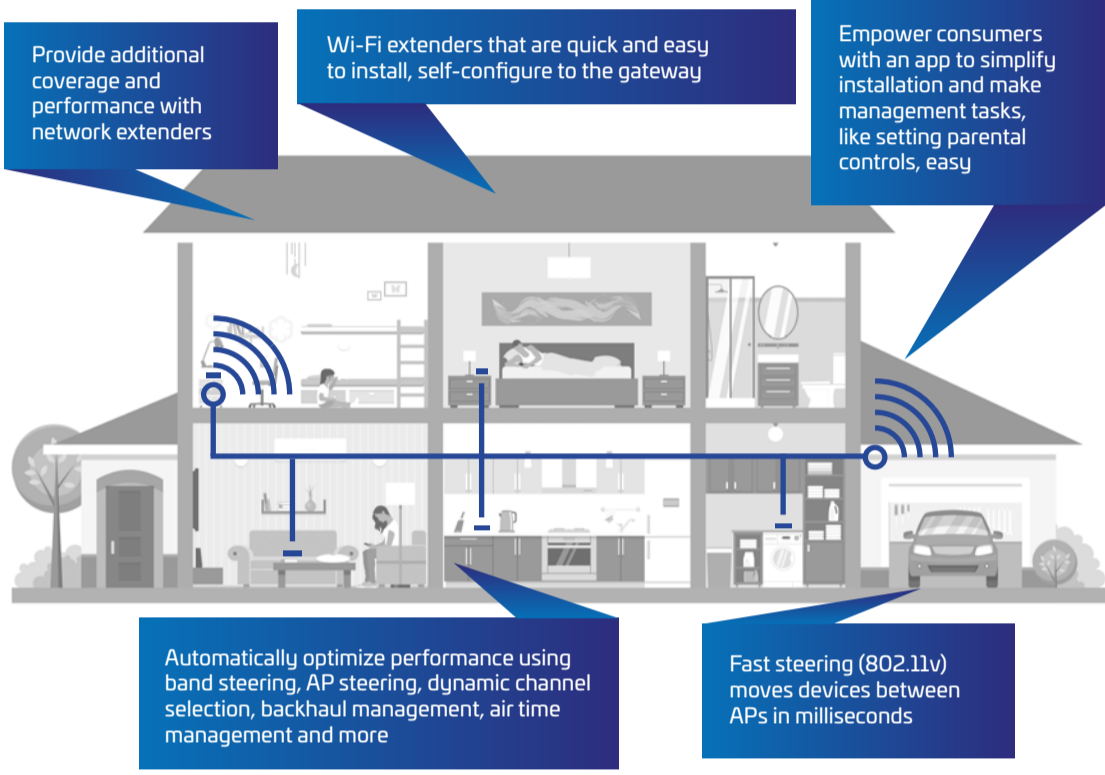 Provide additional
coverage and
performance with
network extenders
Wi-Fi extenders that are quick and easy
to install, self-configure to the gateway
Empower consumers
with an app to simplify
installation and make
management tasks,
like setting parental
controls, easy
Automatically optimize performance using
band steering, AP steering, dynamic channel
selection, backhaul management, air time
management and more
Fast steering (802.11v)
moves devices between
APs in milliseconds